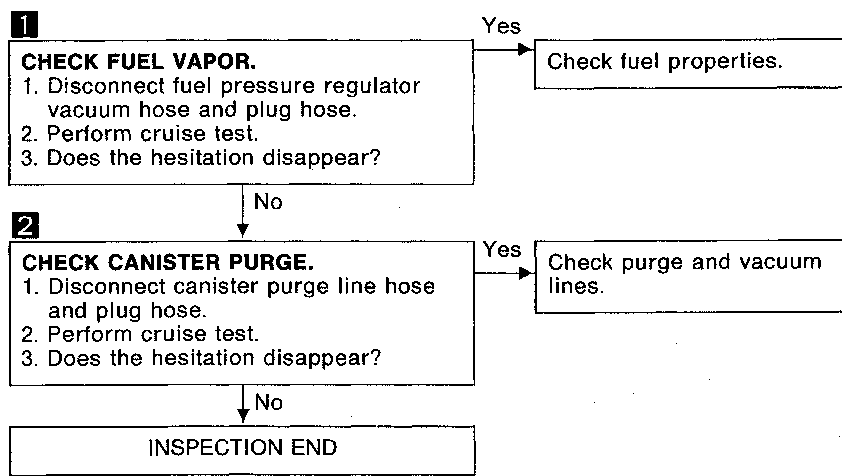 1
CHECK FUEL VAPOR.
1. Disconnect fuel pressure regulator
vacuum hose and plug hose.
2. Perform cruise test.
3. Does the hesitation disappear?
Yes
Check fuel properties.
No
2
CHECK CANISTER PURGE.
1. Disconnect canister purge line hose
and plug hose.
2. Perform cruise test.
3. Does the hesitation disappear?
Yes
Check purge and vacuum
lines.
No
INSPECTION END